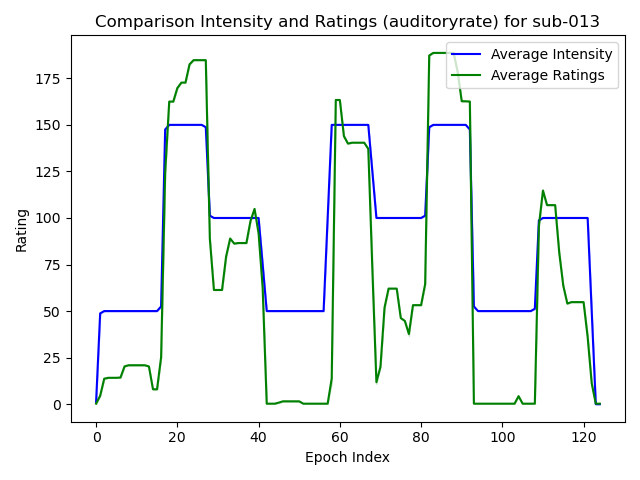 Comparison Intensity and Ratings (auditoryrate) for sub-013
Average Intensity
Average Ratings
Rating
175
150
125
100
75
50
25
0
0 20 40 60 80 100 120
Epoch Index